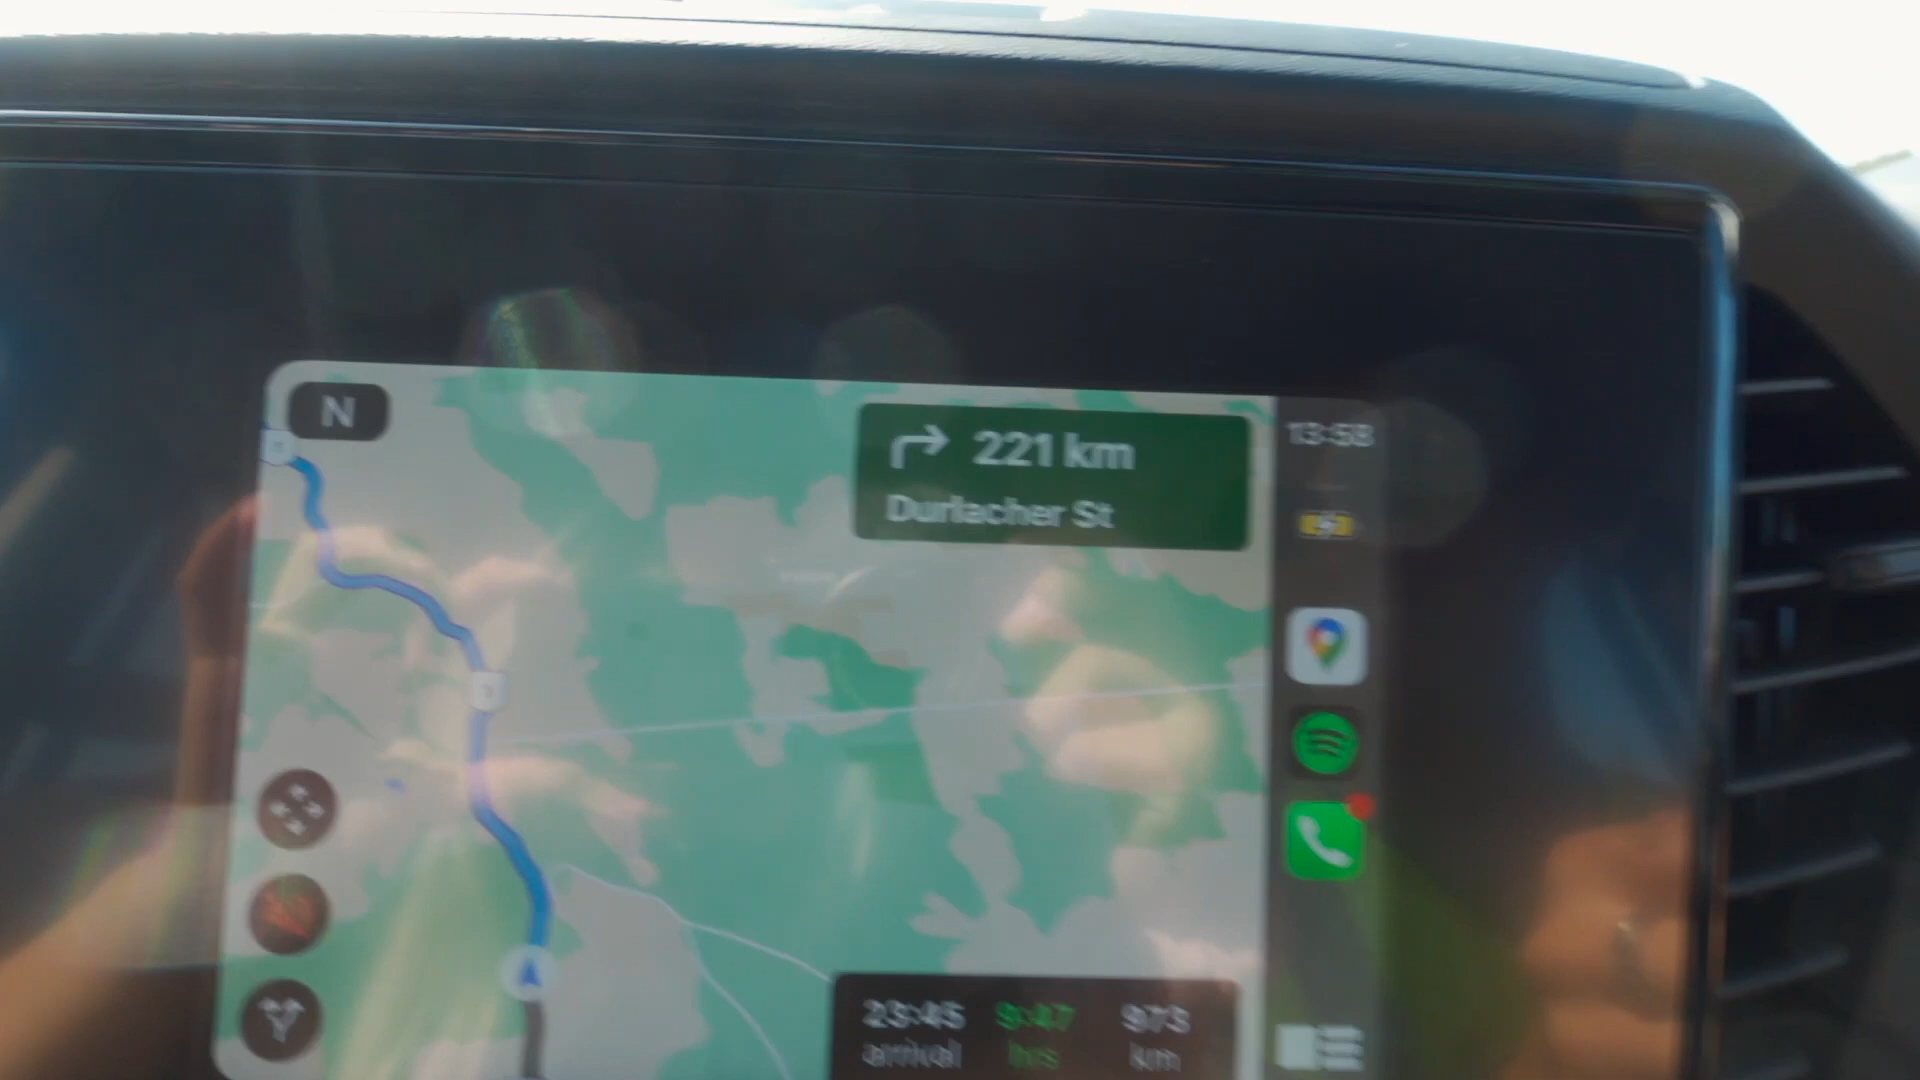 N
221 km
Durlacher St
13:58
23:45 9:47 973
arrival hrs km